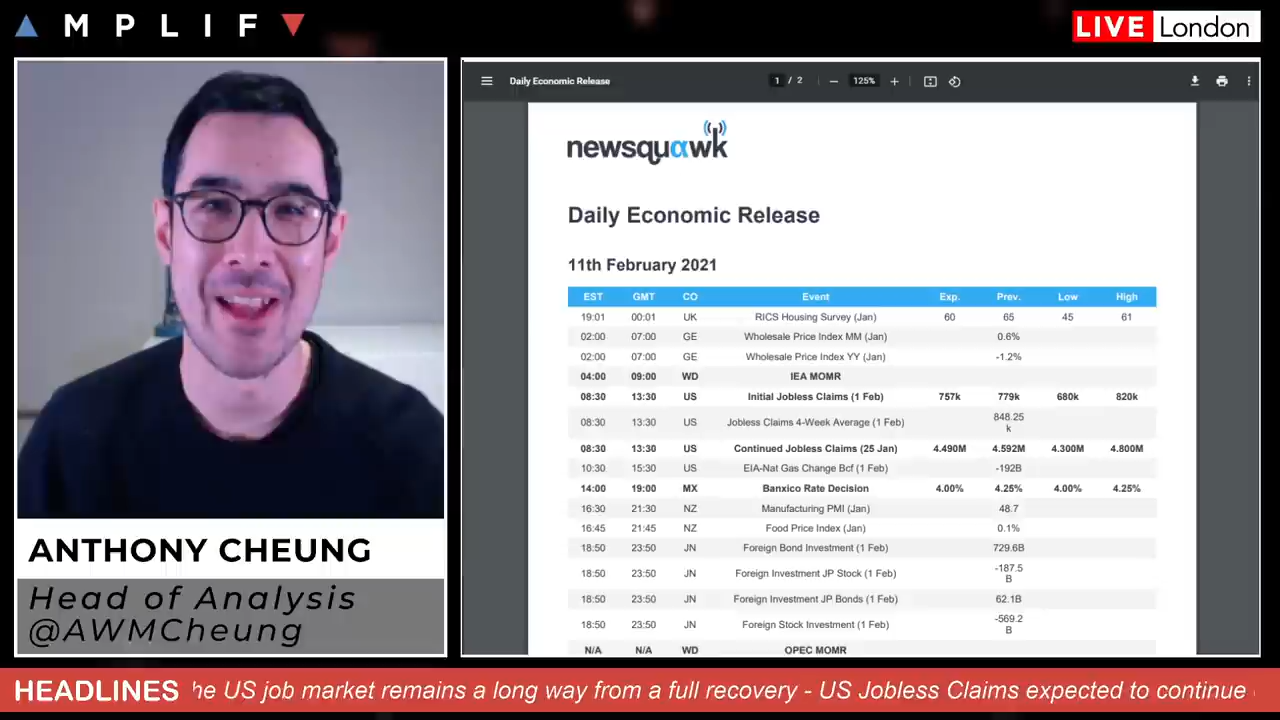 MPLIF
LIVE London
Daily Economic Release
1 / 2
125%
newsquawk
Daily Economic Release
11th February 2021
EST GMT CO Event Exp. Prev. Low High
19:01 00:01 UK RICS Housing Survey (Jan) 60 65 45 61
02:00 07:00 GE Wholesale Price Index MM (Jan) 0.6%
02:00 07:00 GE Wholesale Price Index YY (Jan) -1.2%
04:00 09:00 WD IEA MOMR
08:30 13:30 US Initial Jobless Claims (1 Feb) 757k 779k 680k 820k
08:30 13:30 US Jobless Claims 4-Week Average (1 Feb) 848.25
k
08:30 13:30 US Continued Jobless Claims (25 Jan) 4.490M 4.592M 4.300M 4.800M
10:30 15:30 US EIA-Nat Gas Change Bcf (1 Feb) -192B
14:00 19:00 MX Banxico Rate Decision 4.00% 4.25% 4.00% 4.25%
16:30 21:30 NZ Manufacturing PMI (Jan) 48.7
16:45 21:45 NZ Food Price Index (Jan) 0.1%
18:50 23:50 JN Foreign Bond Investment (1 Feb) 729.6B
18:50 23:50 JN Foreign Investment JP Stock (1 Feb) -187.5
B
18:50 23:50 JN Foreign Investment JP Bonds (1 Feb) 62.1B
18:50 23:50 JN Foreign Stock Investment (1 Feb) -569.2
B
N/A N/A WD OPEC MOMR
ANTHONY CHEUNG
Head of Analysis
@AWMCheung
HEADLINES he US job market remains a long way from a full recovery - US Jobless Claims expected to continue